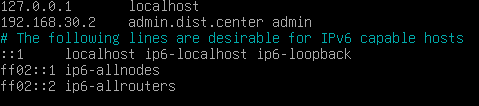 127.0.0.1 localhost
192.168.30.2 admin.dist.center admin
# The following lines are desirable for IPv6 capable hosts
::1 localhost ip6-localhost ip6-loopback
ff02::1 ip6-allnodes
ff02::2 ip6-allrouters